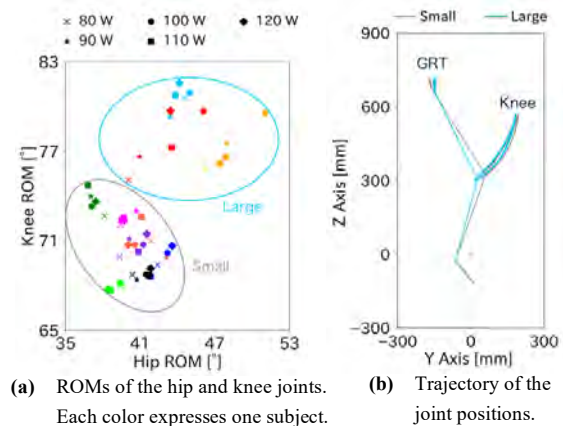 × 80 W ● 100 W ◆ 120 W
★ 90 W ■ 110 W
Knee ROM [°]
83
77
71
65
Large
Small
35 41 47 53
Hip ROM [°]
(a) ROMs of the hip and knee joints.
Each color expresses one subject.
Small Large
Z Axis [mm]
900
600
300
0
−300
GRT
Knee
−300 0 300
Y Axis [mm]
(b) Trajectory of the
joint positions.